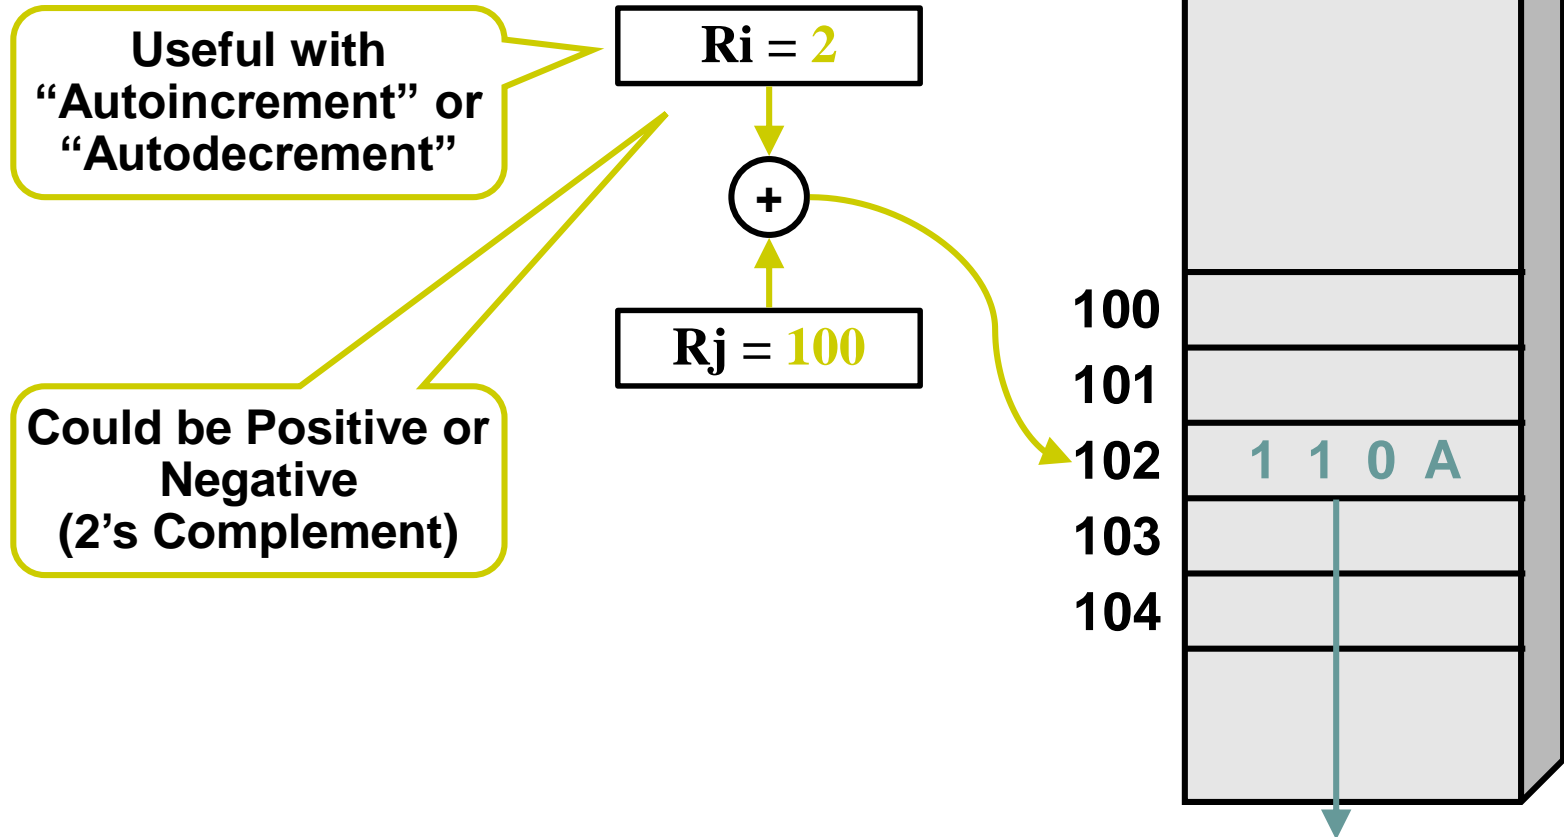 Useful with
“Autoincrement” or
“Autodecrement”
Ri = 2
+
Rj = 100
Could be Positive or
Negative
(2’s Complement)
100
101
102
1 1 0 A
103
104